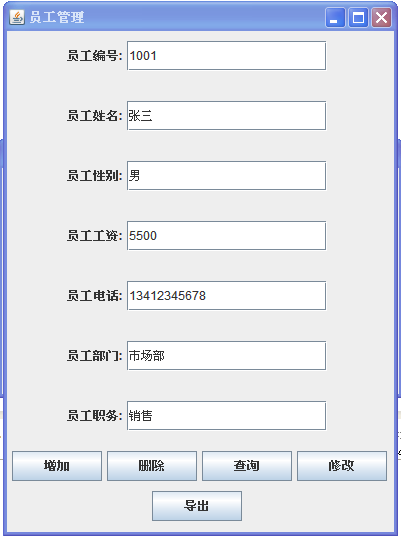 员工管理
员工编号: 1001
员工姓名: 张三
员工性别: 男
员工工资: 5500
员工电话: 13412345678
员工部门: 市场部
员工职务: 销售
增加 删除 查询 修改
导出